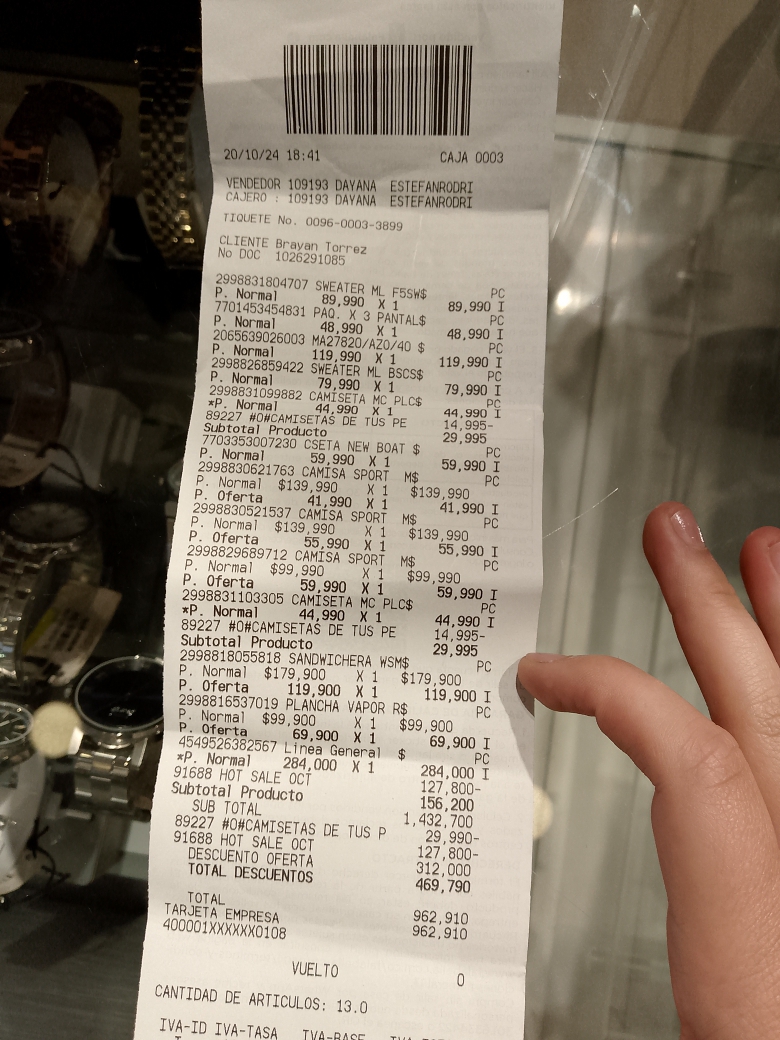 20/10/24 18:41 CAJA 0003
VENDEDOR 109193 DAYANA ESTEFANRODRI
CAJERO : 109193 DAYANA ESTEFANRODRI
TIQUETE No. 0096-0003-3899
CLIENTE Brayan Torrez
No DOC 1026291085
2998831804707 SWEATER ML F5SW$ PC
P. Normal 89,990 X 1 89,990 I
7701453454831 PAQ. X 3 PANTAL$ PC
P. Normal 48,990 X 1 48,990 I
2065639026003 MA27820/AZO/40 $ PC
P. Normal 119,990 X 1 119,990 I
2998826859422 SWEATER ML BSCS$ PC
P. Normal 79,990 X 1 79,990 I
2998831099882 CAMISETA MC PLC$ PC
*P. Normal 44,990 X 1 44,990 I
89227 #O#CAMISETAS DE TUS PE 14,995-
Subtotal Producto 29,995
7703353007230 CSETA NEW BOAT $ PC
P. Normal 59,990 X 1 59,990 I
2998830621763 CAMISA SPORT M$ PC
P. Normal $139,990 X 1 $139,990
P. Oferta 41,990 X 1 41,990 I
2998830521537 CAMISA SPORT M$ PC
P. Normal $139,990 X 1 $139,990
P. Oferta 55,990 X 1 55,990 I
2998829689712 CAMISA SPORT M$ PC
P. Normal $99,990 X 1 $99,990
P. Oferta 59,990 X 1 59,990 I
2998831103305 CAMISETA MC PLC$ PC
*P. Normal 44,990 X 1 44,990 I
89227 #O#CAMISETAS DE TUS PE 14,995-
Subtotal Producto 29,995
2998818055818 SANDWICHERA WSM$ PC
P. Normal $179,900 X 1 $179,900
P. Oferta 119,900 X 1 119,900 I
2998816537019 PLANCHA VAPOR R$ PC
P. Normal $99,900 X 1 $99,900
P. Oferta 69,900 X 1 69,900 I
4549526382567 Linea General $ PC
*P. Normal 284,000 X 1 284,000 I
91688 HOT SALE OCT 127,800-
Subtotal Producto 156,200
SUB TOTAL 1,432,700
89227 #O#CAMISETAS DE TUS P 29,990-
91688 HOT SALE OCT 127,800-
DESCUENTO OFERTA 312,000
TOTAL DESCUENTOS 469,790
TOTAL 962,910
TARJETA EMPRESA 962,910
400001XXXXXX0108
VUELTO 0
CANTIDAD DE ARTICULOS: 13.0
IVA-ID IVA-TASA IVA-BASE